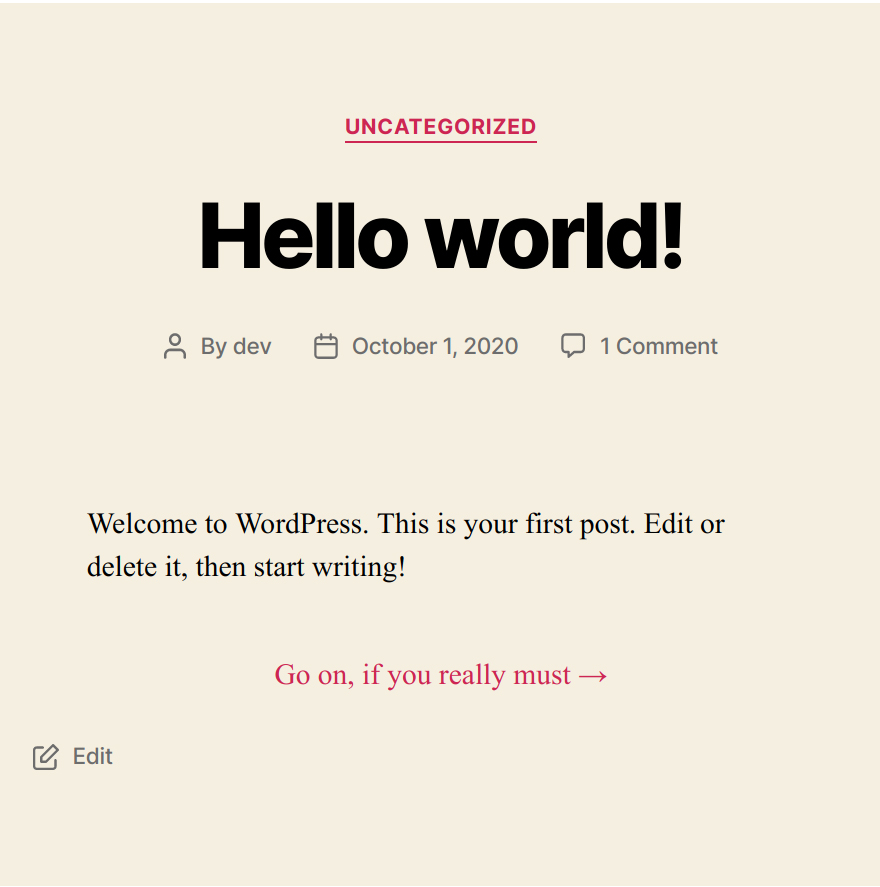 UNCATEGORIZED
Hello world!
By dev October 1, 2020 1 Comment
Welcome to WordPress. This is your first post. Edit or
delete it, then start writing!
Go on, if you really must →
Edit